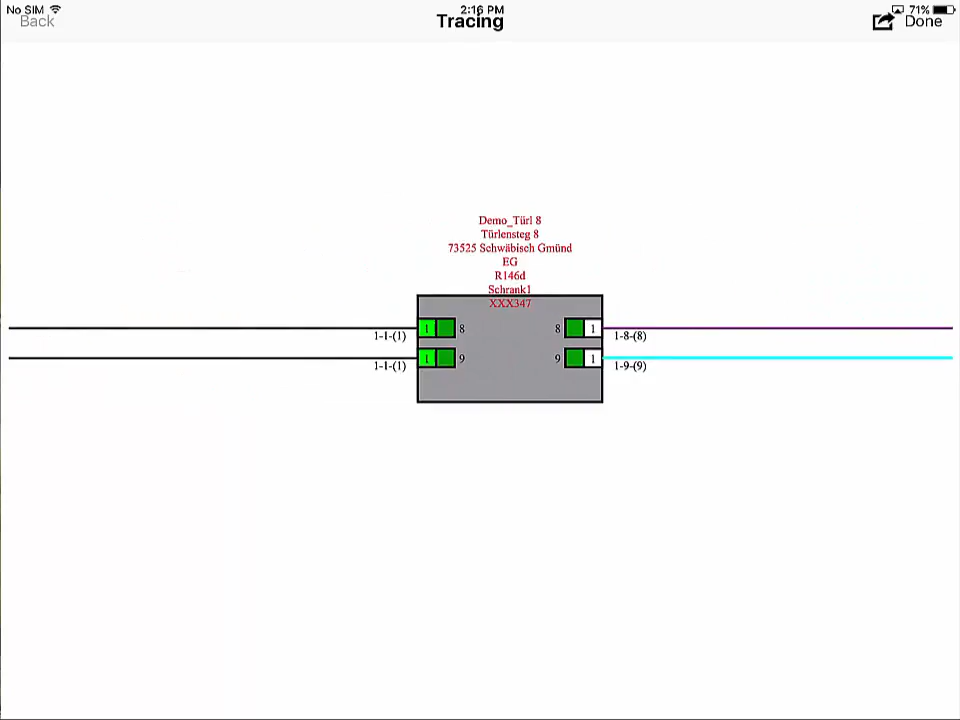 No SIM 2:16 PM 71%
Back Tracing Done
Demo_Türl 8
Türlensteg 8
73525 Schwäbisch Gmünd
EG
R146d
Schrank1
XXX347
1 8 8 1
1-1-(1) 1-8-(8)
1 9 9 1
1-1-(1) 1-9-(9)